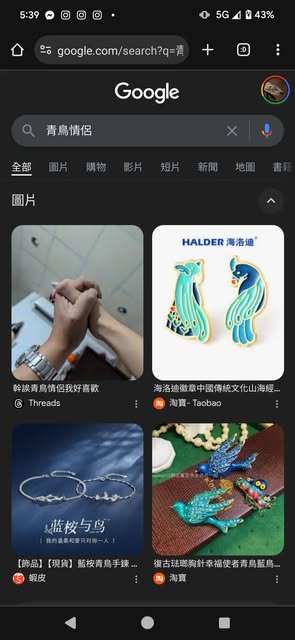 5:39
5G
43%
google.com/search?q=青
:D
Google
青鳥情侶
全部 圖片 購物 影片 短片 新聞 地圖 書籍
圖片
HALDER 海洛迪
幹誒青鳥情侶我好喜歡
Threads
海洛迪徽章中國傳統文化山海經...
淘寶- Taobao
蓝桉与鸟
我的温柔和爱只对你一人
【飾品】【現貨】藍桉青鳥手鍊 ...
蝦皮
復古琺瑯胸針幸福使者青鳥藍鳥...
淘寶